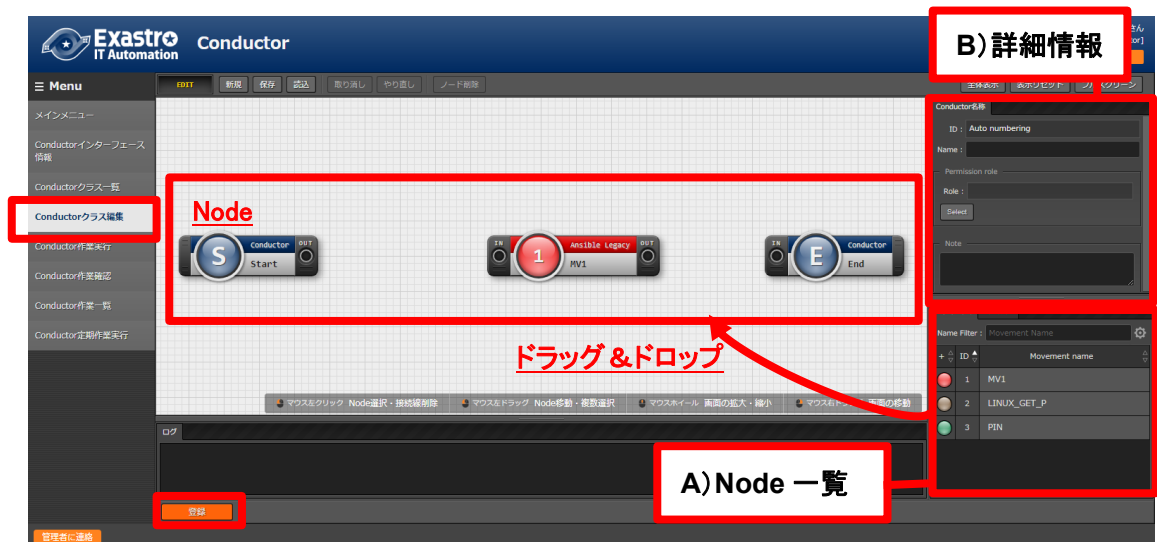 Exastro
IT Automation
Conductor
さん
tor]
B)詳細情報
Menu
EDIT
新規
保存
読込
取り消し
やり直し
ノード削除
全体表示
表示リセット
メインメニュー
Conductorインターフェース
情報
Conductorクラス一覧
Conductorクラス編集
Conductor作業実行
Conductor作業確認
Conductor作業一覧
Conductor定期作業実行
Node
S
Conductor
Start
OUT
IN
1
Ansible Legacy
MV1
OUT
IN
E
Conductor
End
ドラッグ&ドロップ
マウス左クリック Node選択・接続線削除
マウス左ドラッグ Node移動・複数選択
マウスホイール 画面の拡大・縮小
画面の移動
Conductor名称
ID : Auto numbering
Name :
Permission role
Role :
Select
Note
Name Filter : Movement Name
+ ID Movement name
1 MV1
2 LINUX_GET_P
3 PIN
ログ
A)Node 一覧
登録
管理者に連絡